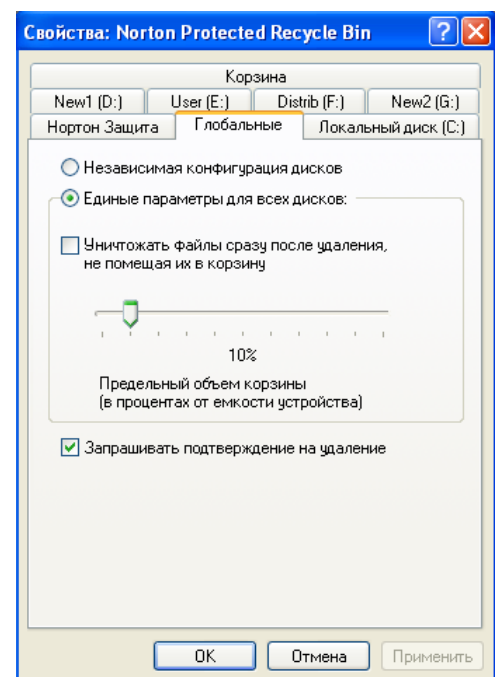 Свойства: Norton Protected Recycle Bin
Корзина
New1 (D:) User (E:) Distrib (F:) New2 (G:)
Нортон Защита Глобальные Локальный диск (C:)
Независимая конфигурация дисков
Единые параметры для всех дисков:
Уничтожать файлы сразу после удаления,
не помещая их в корзину
10%
Предельный объем корзины
(в процентах от емкости устройства)
Запрашивать подтверждение на удаление
OK Отмена Применить